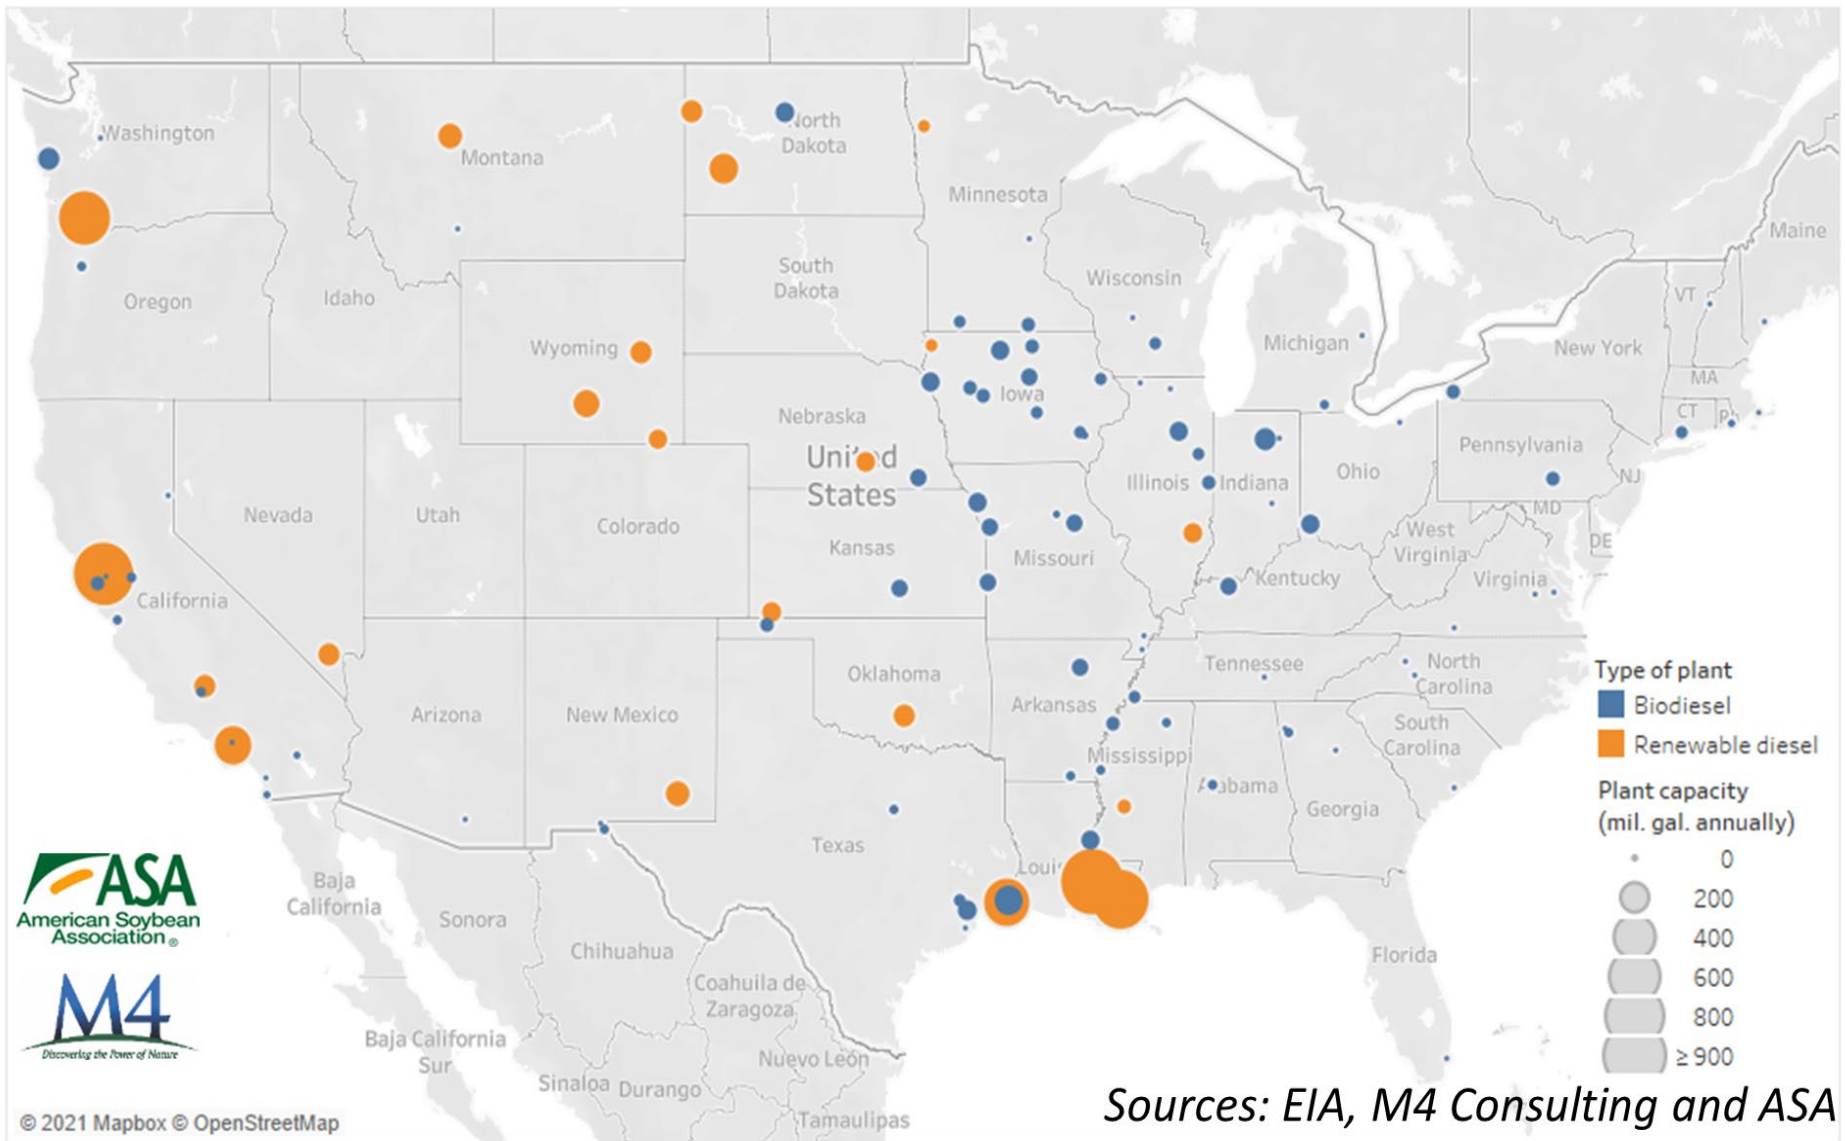 Washington
Montana
North
Dakota
Minnesota
Maine
Oregon
Idaho
South
Dakota
Wisconsin
VT
Wyoming
Michigan
New York
MA
Iowa
Nebraska
CT
Pennsylvania
United
States
Illinois
Indiana
Ohio
NJ
Nevada
Utah
Colorado
MD
West
Virginia
DE
Kansas
Missouri
Kentucky
Virginia
California
Oklahoma
Tennessee
North
Carolina
Arizona
New Mexico
Arkansas
South
Carolina
Mississippi
Alabama
Georgia
Texas
Loui
Florida
Baja
California
Sonora
Chihuahua
Coahuila de
Zaragoza
Baja California
Sur
Nuevo León
Sinaloa
Durango
Tamaulipas
Type of plant
Biodiesel
Renewable diesel
Plant capacity
(mil. gal. annually)
0
200
400
600
800
≥ 900
ASA
American Soybean
Association ®
M4
Discovering the Power of Nature
© 2021 Mapbox © OpenStreetMap
Sources: EIA, M4 Consulting and ASA